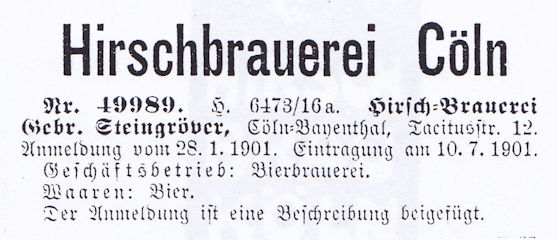 Hirschbrauerei Cöln
Nr. 49989. H. 6473/16a. Hirsch=Brauerei
Gebr. Steingröver, Cöln=Bayenthal, Tacitusstr. 12.
Anmeldung vom 28. 1. 1901. Eintragung am 10. 7. 1901.
Geschäftsbetrieb: Bierbrauerei.
Waaren: Bier.
Der Anmeldung ist eine Beschreibung beigefügt.